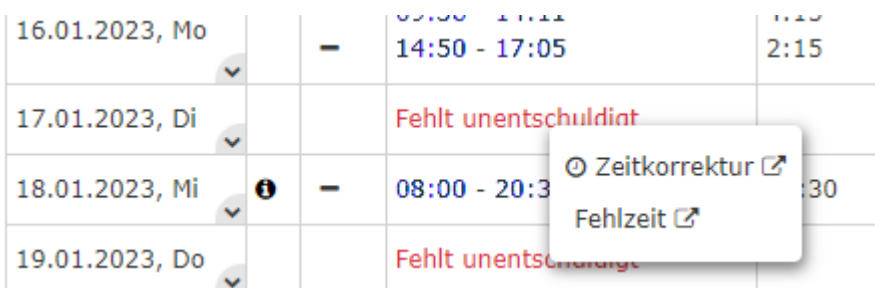 16.01.2023, Mo
14:50 - 17:05 2:15
17.01.2023, Di Fehlt unentschuldigt
Zeitkorrektur
18.01.2023, Mi 08:00 - 20:3 :30
Fehlzeit
19.01.2023, Do Fehlt unentschuldigt